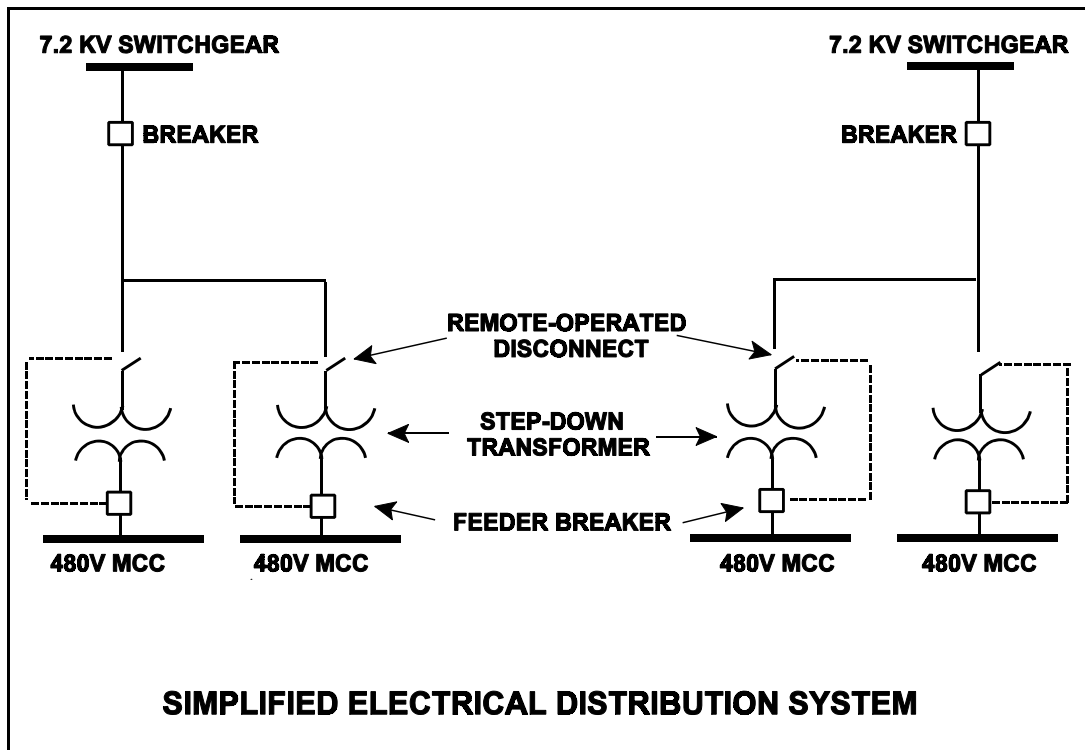 7.2 KV SWITCHGEAR
7.2 KV SWITCHGEAR
BREAKER
BREAKER
REMOTE-OPERATED
DISCONNECT
STEP-DOWN
TRANSFORMER
FEEDER BREAKER
480V MCC
480V MCC
480V MCC
480V MCC
SIMPLIFIED ELECTRICAL DISTRIBUTION SYSTEM